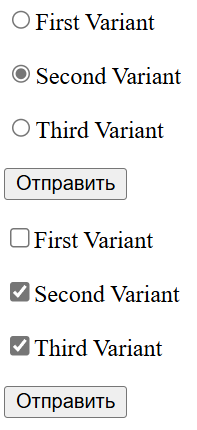 First Variant
Second Variant
Third Variant
Отправить
First Variant
Second Variant
Third Variant
Отправить